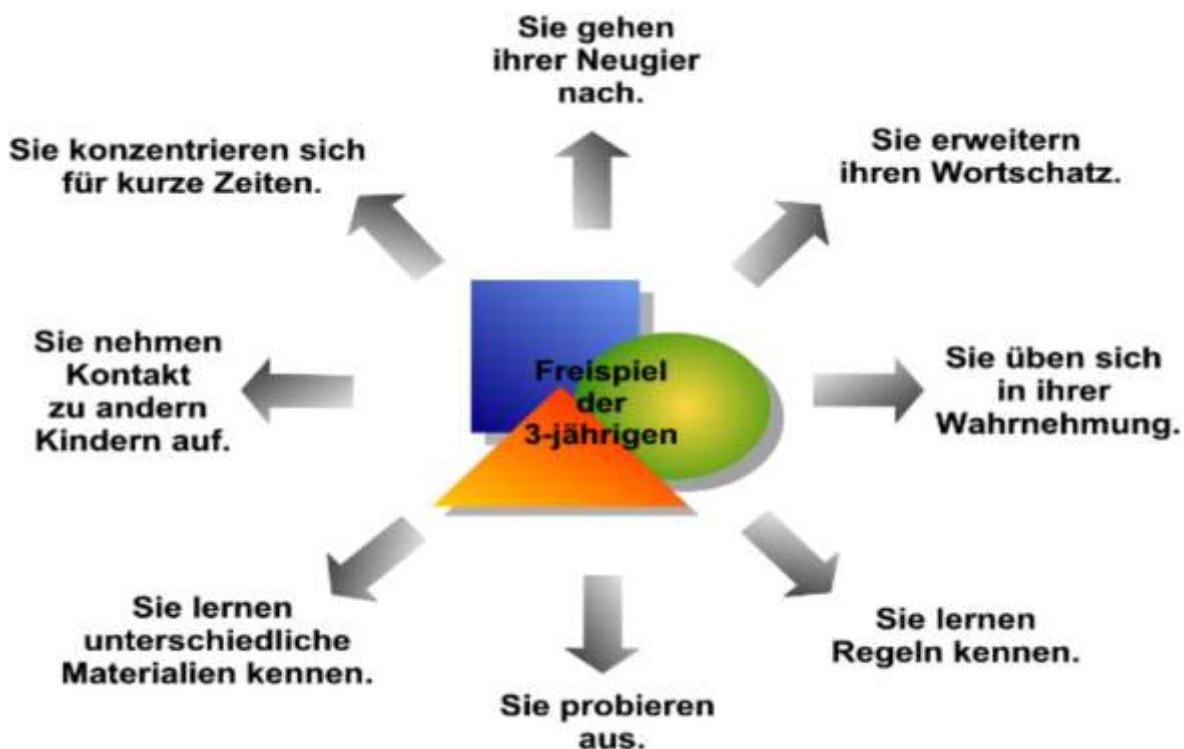 Sie gehen
ihrer Neugier
nach.
Sie konzentrieren sich
für kurze Zeiten.
Sie erweitern
ihren Wortschatz.
Sie nehmen
Kontakt
zu andern
Kindern auf.
Freispiel
der
3-jährigen
Sie üben sich
in ihrer
Wahrnehmung.
Sie lernen
unterschiedliche
Materialien kennen.
Sie lernen
Regeln kennen.
Sie probieren
aus.